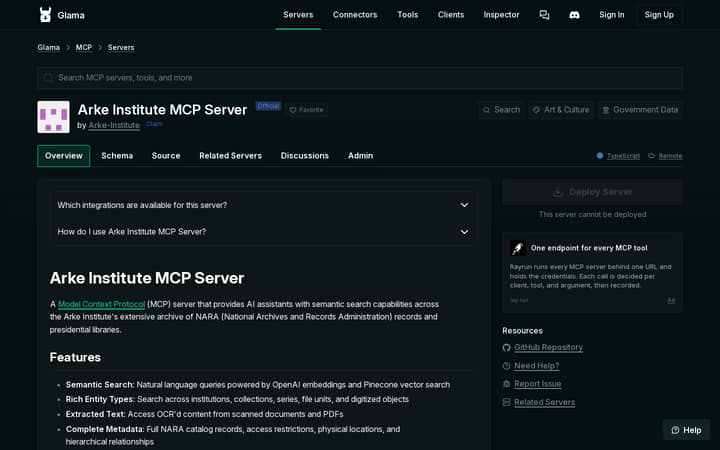 Glama
Servers
Connectors
Tools
Clients
Inspector
Sign In
Sign Up
Glama > MCP > Servers
Search MCP servers, tools, and more
Arke Institute MCP Server
Official
Favorite
by Arke-Institute
Claim
Search
Art & Culture
Government Data
Overview
Schema
Source
Related Servers
Discussions
Admin
TypeScript
Remote
Which integrations are available for this server?
How do I use Arke Institute MCP Server?
Arke Institute MCP Server
A Model Context Protocol (MCP) server that provides AI assistants with semantic search capabilities across
the Arke Institute's extensive archive of NARA (National Archives and Records Administration) records and
presidential libraries.
Features
• Semantic Search: Natural language queries powered by OpenAI embeddings and Pinecone vector search
• Rich Entity Types: Search across institutions, collections, series, file units, and digitized objects
• Extracted Text: Access OCR'd content from scanned documents and PDFs
• Complete Metadata: Full NARA catalog records, access restrictions, physical locations, and
hierarchical relationships
Deploy Server
This server cannot be deployed
One endpoint for every MCP tool
Rayrun runs every MCP server behind one URL and
holds the credentials. Each call is decided per
client, tool, and argument, then recorded.
ray.run
Ad
Resources
GitHub Repository
Need Help?
Report Issue
Related Servers
Help